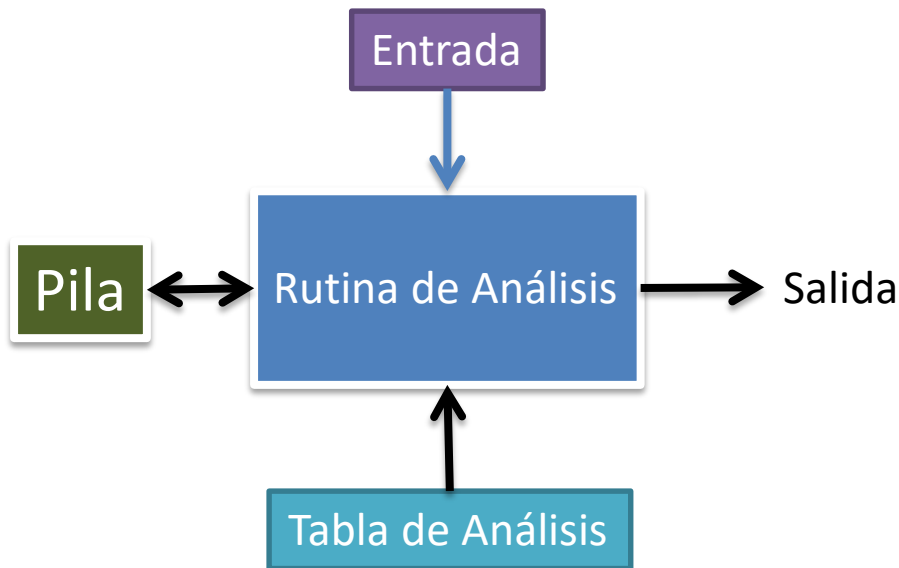 Entrada
Pila
Rutina de Análisis
Salida
Tabla de Análisis